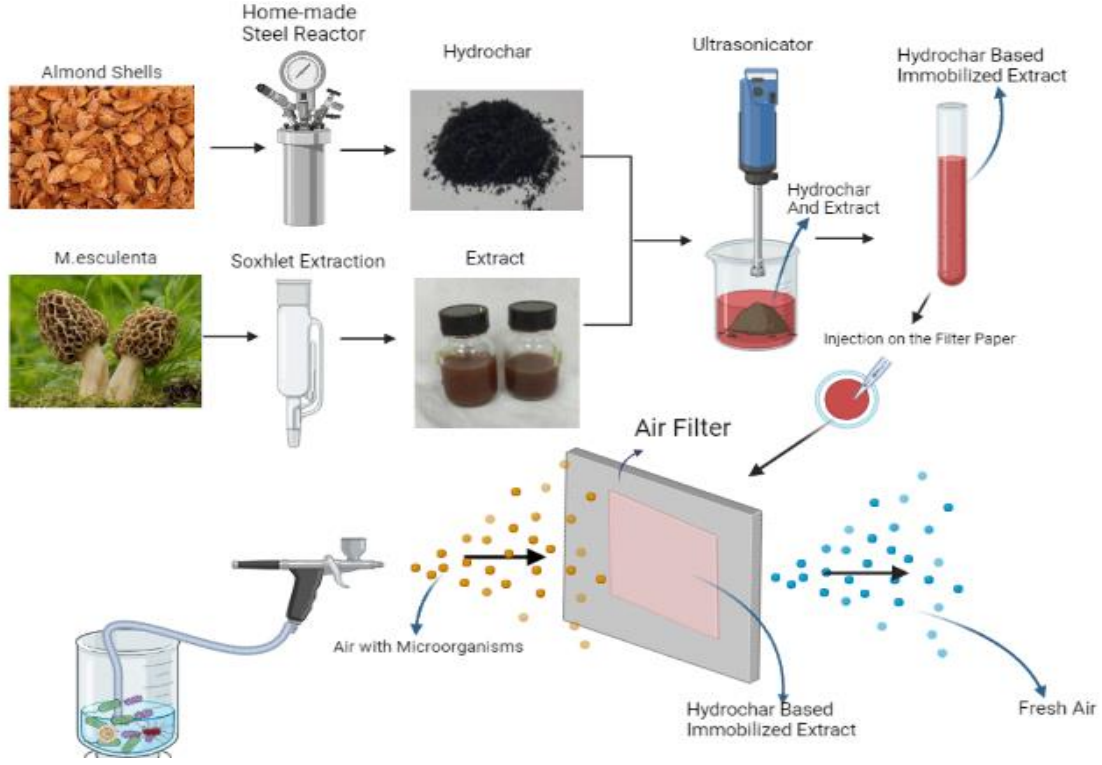 Home-made
Steel Reactor
Almond Shells
Hydrochar
Ultrasonicator
Hydrochar Based
Immobilized Extract
Hydrochar
And Extract
M.esculenta
Soxhlet Extraction
Extract
Injection on the Filter Paper
Air Filter
Air with Microorganisms
Hydrochar Based
Immobilized Extract
Fresh Air